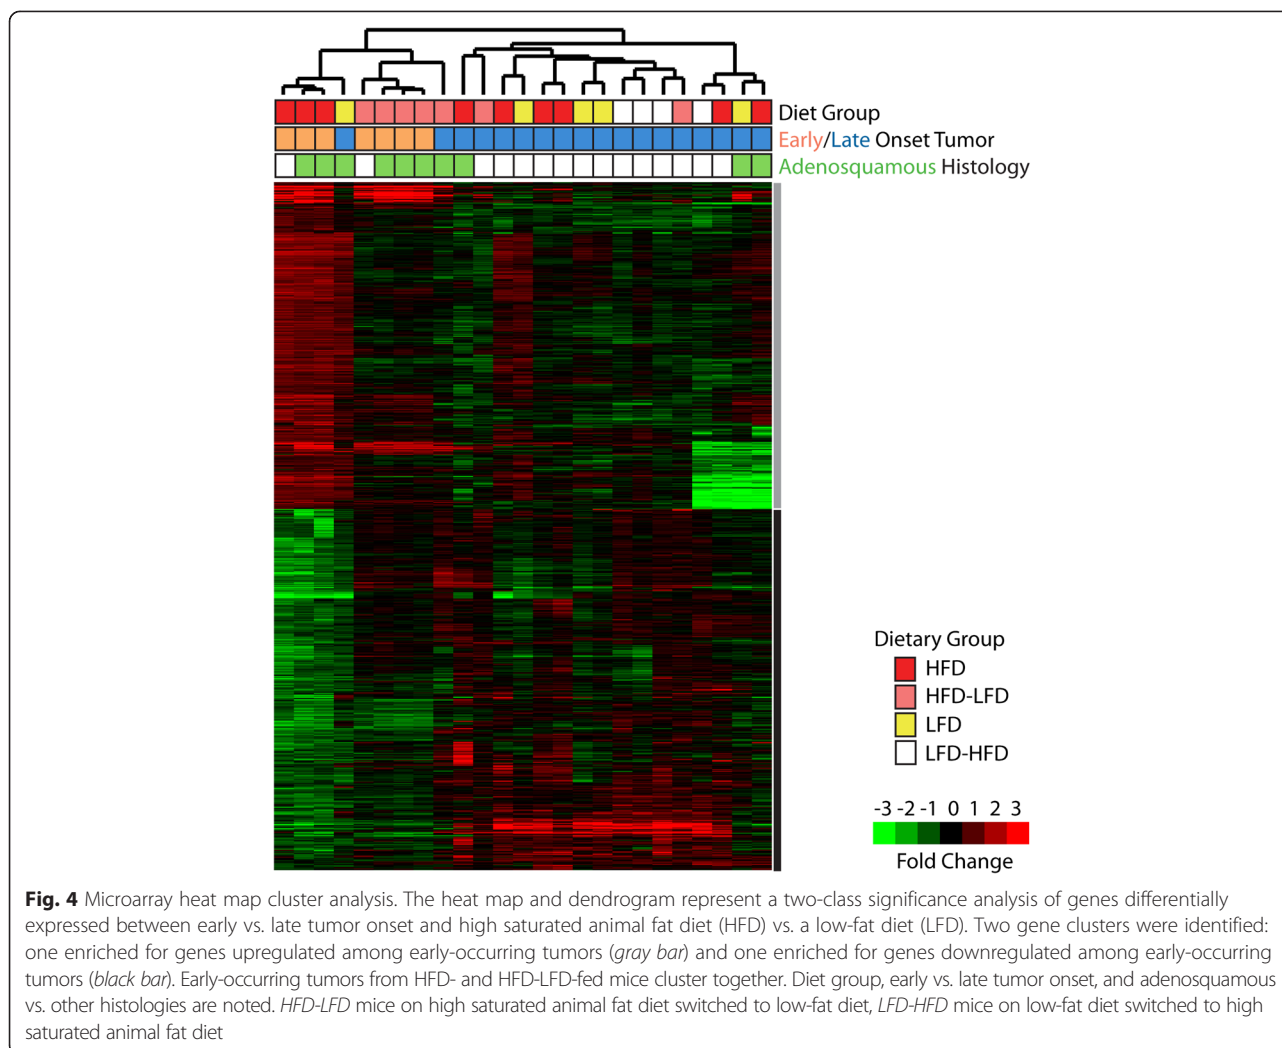 Diet Group
Early/Late Onset Tumor
Adenosquamous Histology
Dietary Group
HFD
HFD-LFD
LFD
LFD-HFD
-3 -2 -1 0 1 2 3
Fold Change
Fig. 4 Microarray heat map cluster analysis. The heat map and dendrogram represent a two-class significance analysis of genes differentially
expressed between early vs. late tumor onset and high saturated animal fat diet (HFD) vs. a low-fat diet (LFD). Two gene clusters were identified:
one enriched for genes upregulated among early-occurring tumors (gray bar) and one enriched for genes downregulated among early-occurring
tumors (black bar). Early-occurring tumors from HFD- and HFD-LFD-fed mice cluster together. Diet group, early vs. late tumor onset, and adenosquamous
vs. other histologies are noted. HFD-LFD mice on high saturated animal fat diet switched to low-fat diet, LFD-HFD mice on low-fat diet switched to high
saturated animal fat diet